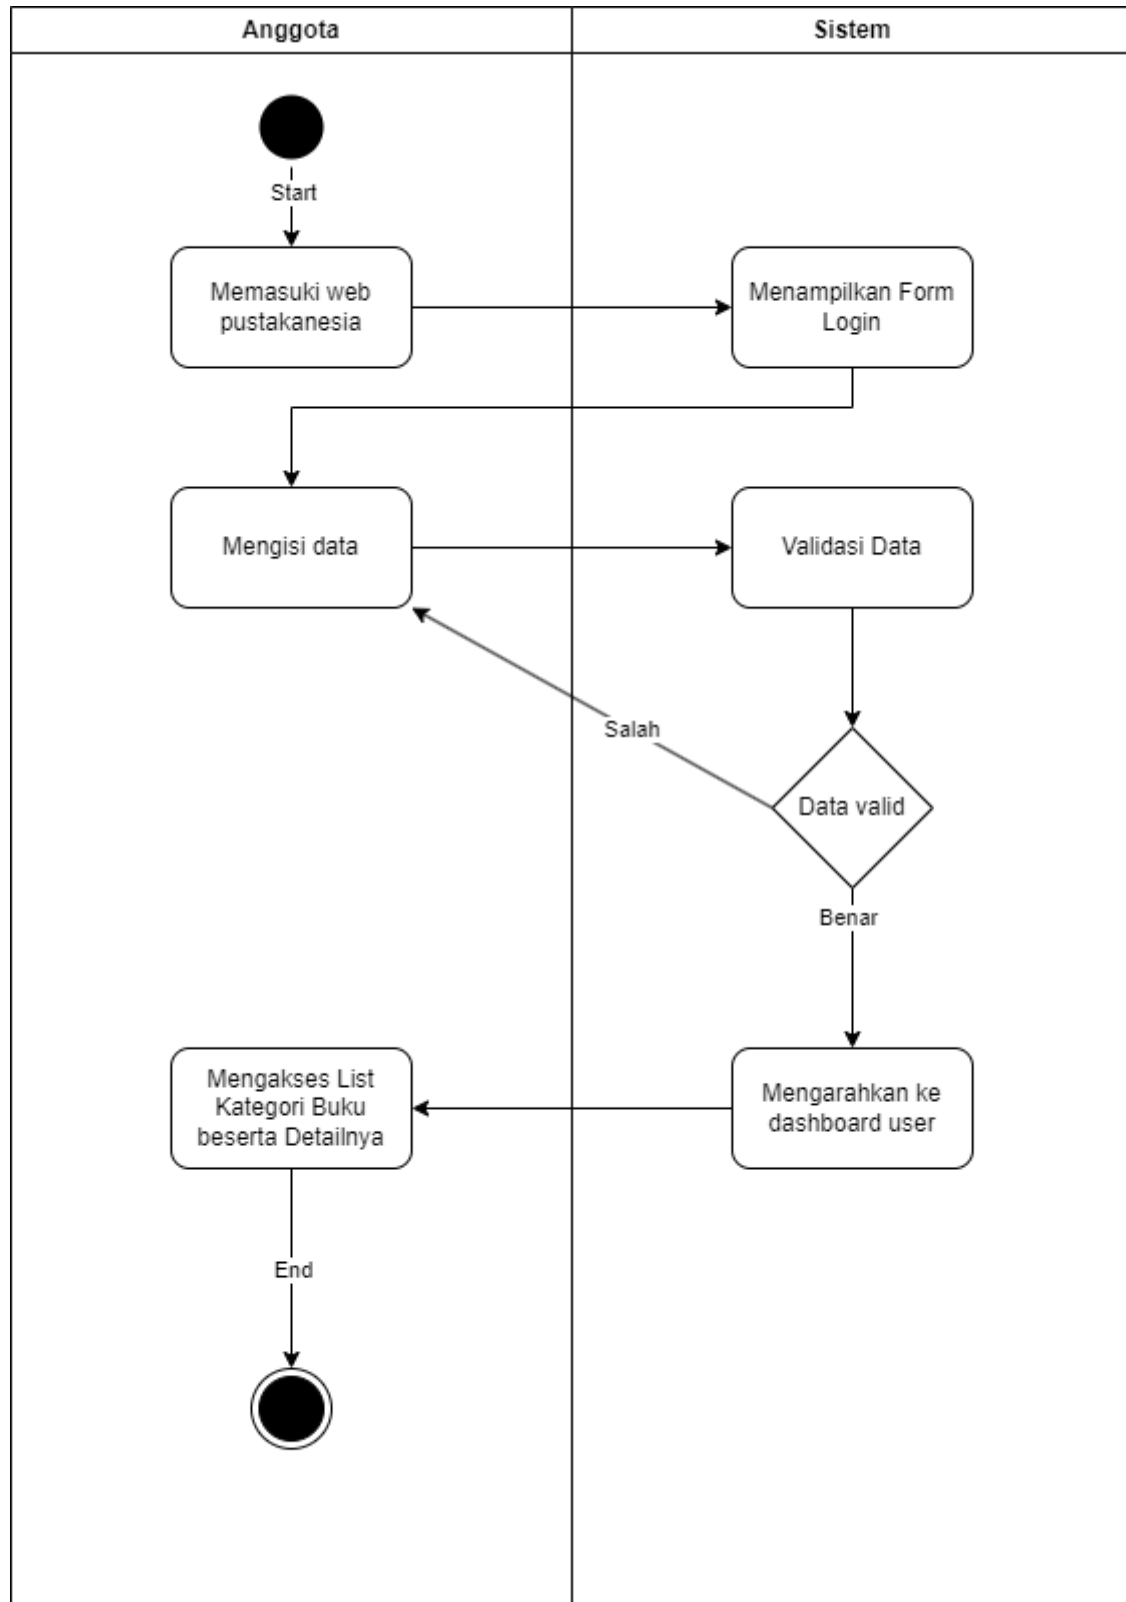 Anggota
Sistem
Start
Memasuki web
pustakanesia
Menampilkan Form
Login
Mengisi data
Validasi Data
Salah
Data valid
Benar
Mengakses List
Kategori Buku
beserta Detailnya
Mengarahkan ke
dashboard user
End